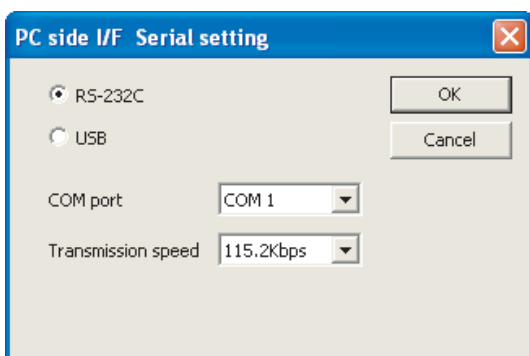 PC side I/F  Serial setting
RS-232C
OK
USB
Cancel
COM port
COM 1
Transmission speed
115.2Kbps